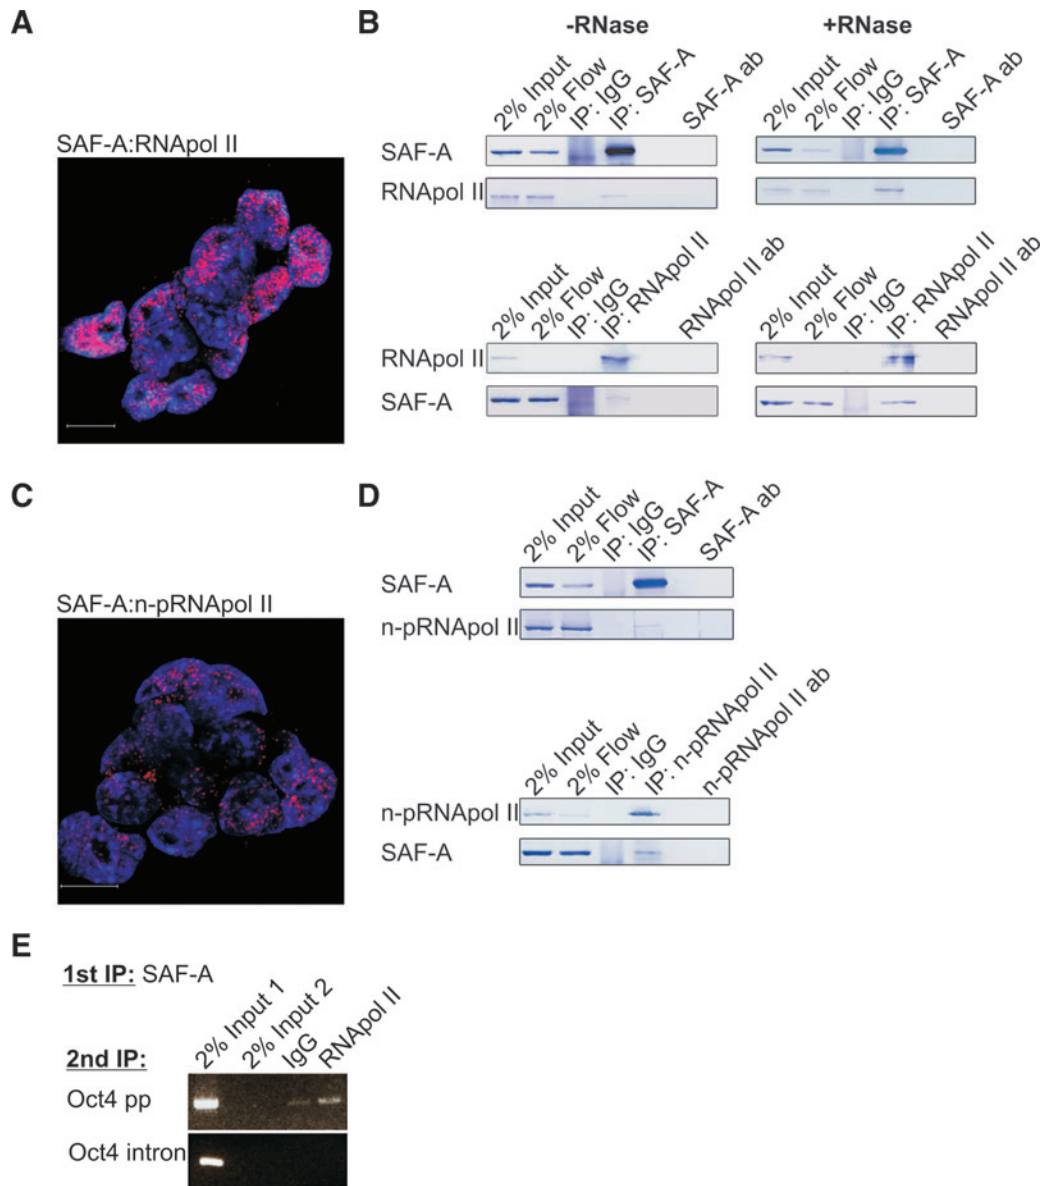 A
SAF-A:RNApol II
B
-RNase
+RNase
2% Input
2% Flow
IP: IgG
IP: SAF-A
SAF-A ab
2% Input
2% Flow
IP: IgG
IP: SAF-A
SAF-A ab
SAF-A
RNApol II
2% Input
2% Flow
IP: IgG
IP: RNApol II
RNApol II ab
2% Input
2% Flow
IP: IgG
IP: RNApol II
RNApol II ab
RNApol II
SAF-A
C
SAF-A:n-pRNApol II
D
2% Input
2% Flow
IP: IgG
IP: SAF-A
SAF-A ab
SAF-A
n-pRNApol II
2% Input
2% Flow
IP: IgG
IP: n-pRNApol II
n-pRNApol II ab
n-pRNApol II
SAF-A
E
1st IP: SAF-A
2nd IP:
2% Input 1
2% Input 2
IgG
RNApol II
Oct4 pp
Oct4 intron